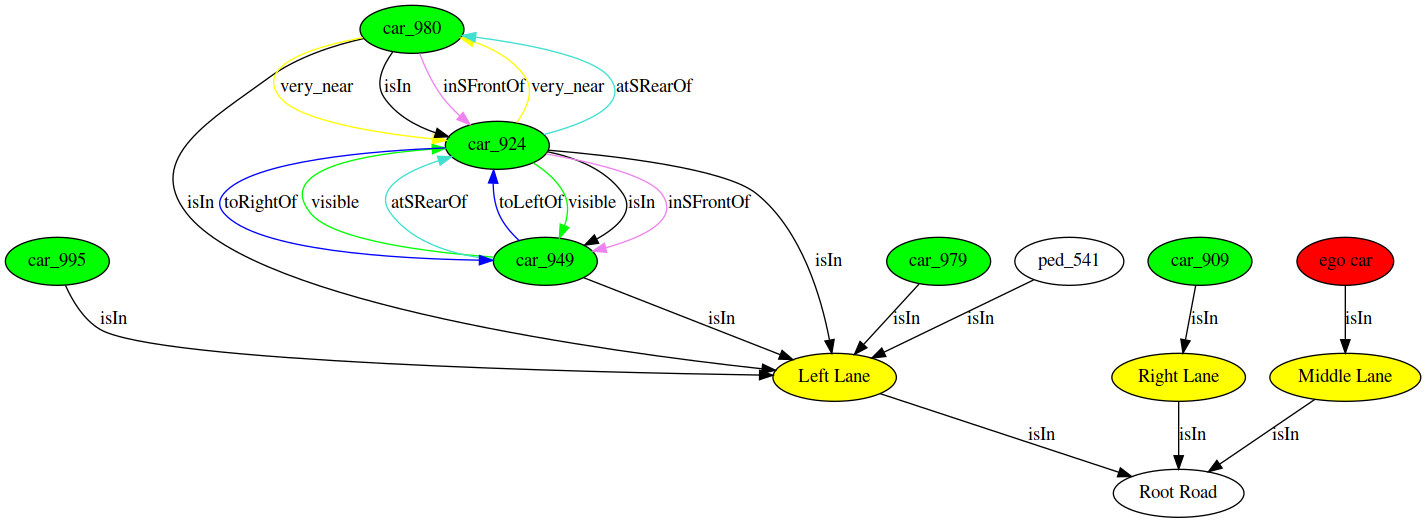 car_980
very_near isIn inSFrontOf very_near atSRearOf
car_924
isIn toRightOf visible atSRearOf toLeftOf visible isIn inSFrontOf
car_995 car_949 isIn car_979 ped_541 car_909 ego car
isIn isIn isIn isIn isIn isIn
Left Lane Right Lane Middle Lane
isIn isIn isIn
Root Road